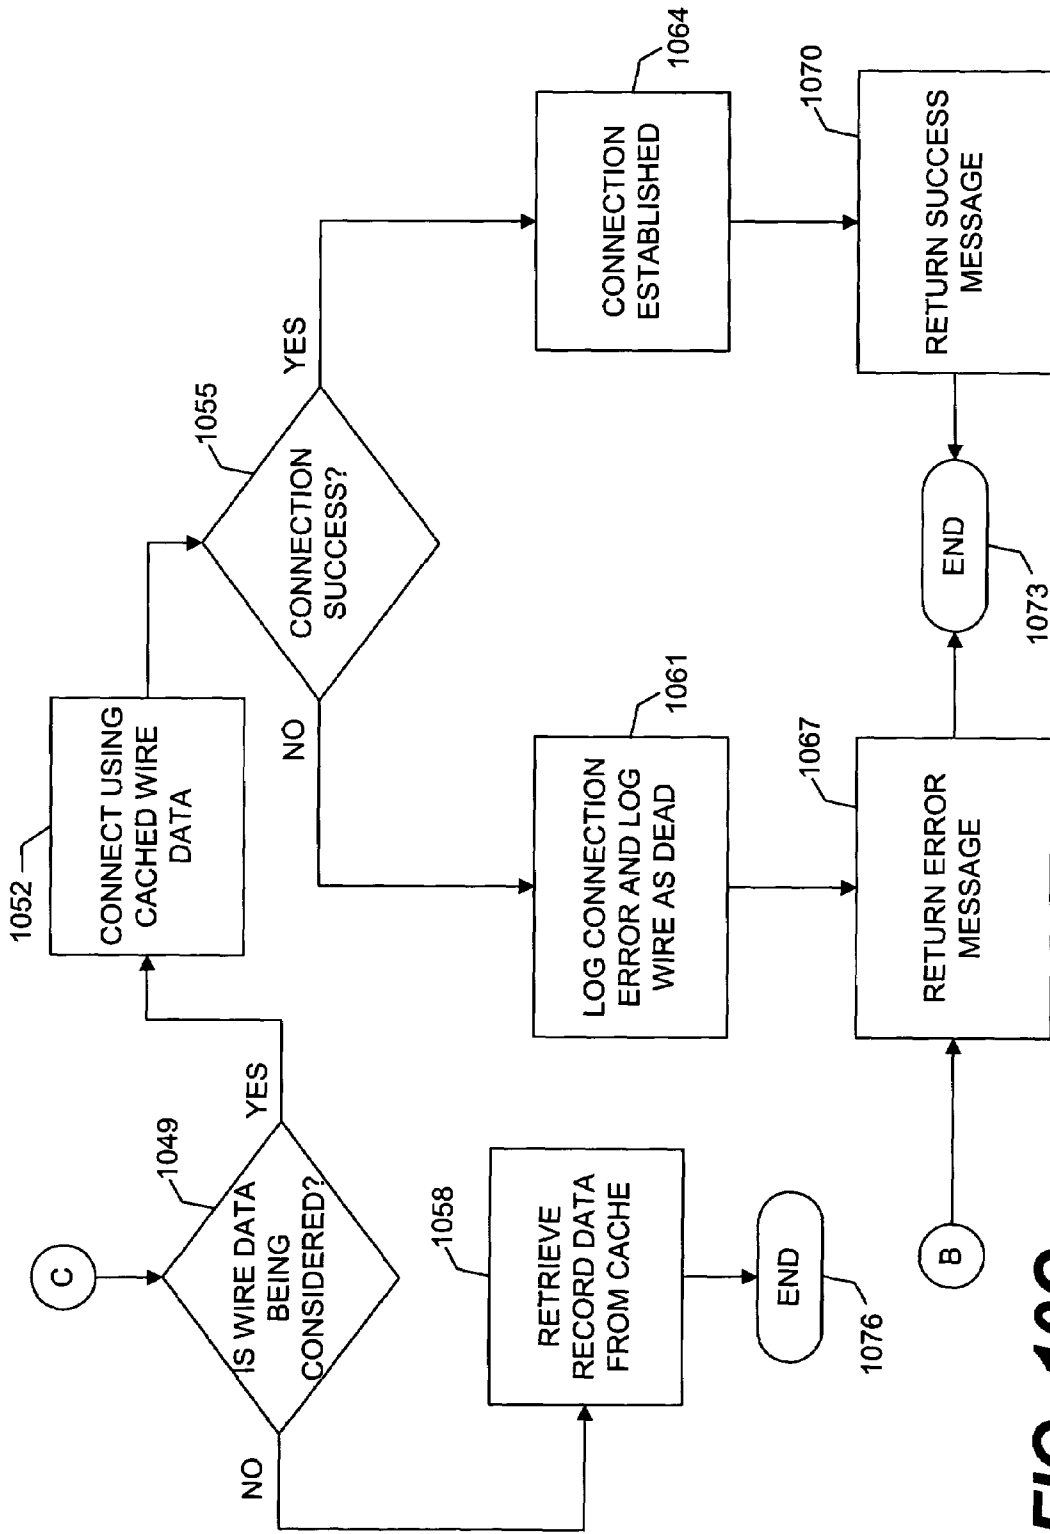 C
1049
IS WIRE DATA
BEING
CONSIDERED?
YES
NO
1052
CONNECT USING
CACHED WIRE
DATA
1055
CONNECTION
SUCCESS?
YES
NO
1058
RETRIEVE
RECORD DATA
FROM CACHE
END
1076
1061
LOG CONNECTION
ERROR AND LOG
WIRE AS DEAD
1064
CONNECTION
ESTABLISHED
B
1067
RETURN ERROR
MESSAGE
1070
RETURN SUCCESS
MESSAGE
END
1073